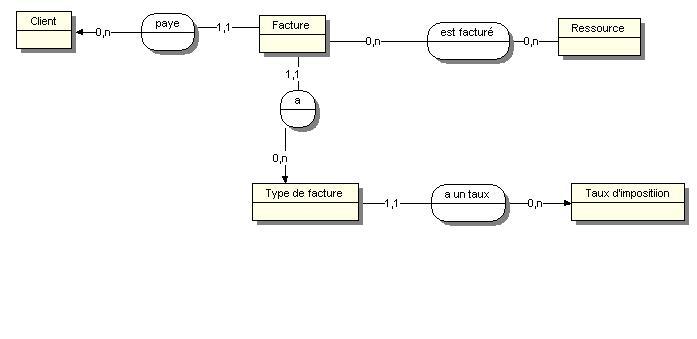 Client
0,n
paye
1,1
Facture
0,n
est facturé
0,n
Ressource
1,1
a
0,n
Type de facture
1,1
a un taux
0,n
Taux d'impositiion